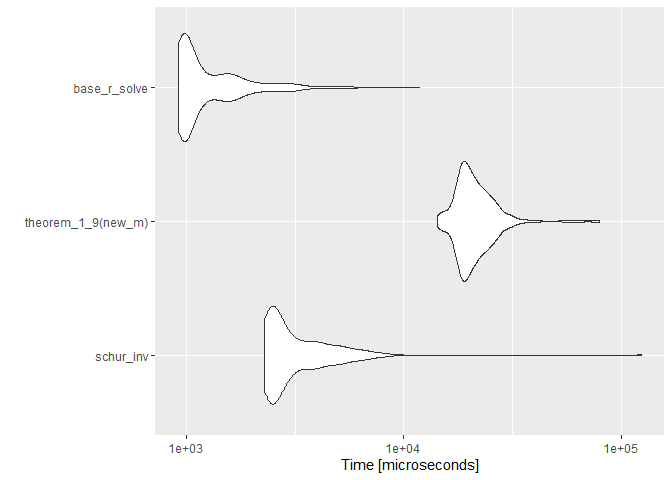 base_r_solve
theorem_1_9(new_m)
schur_inv
1e+03 1e+04 1e+05
Time [microseconds]